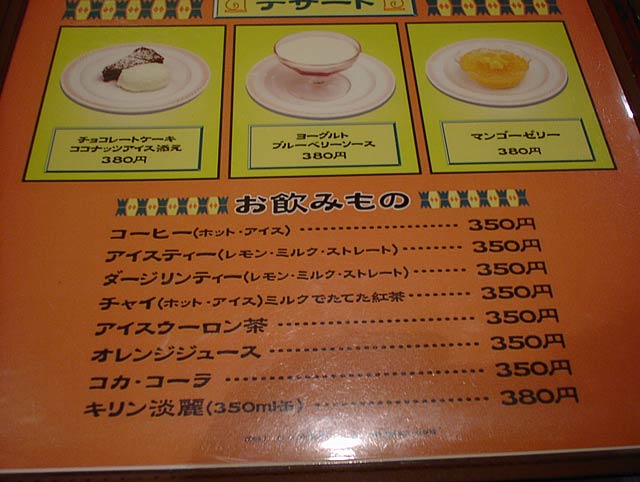 デザート
チョコレートケーキ
ココナッツアイス添え
380円
ヨーグルト
ブルーベリーソース
380円
マンゴーゼリー
380円
お飲みもの
コーヒー(ホット・アイス) 350円
アイスティー(レモン・ミルク・ストレート) 350円
ダージリンティー(レモン・ミルク・ストレート) 350円
チャイ(ホット・アイス)ミルクでたてた紅茶 350円
アイスウーロン茶 350円
オレンジジュース 350円
コカ・コーラ 350円
キリン淡麗(350ml缶) 380円